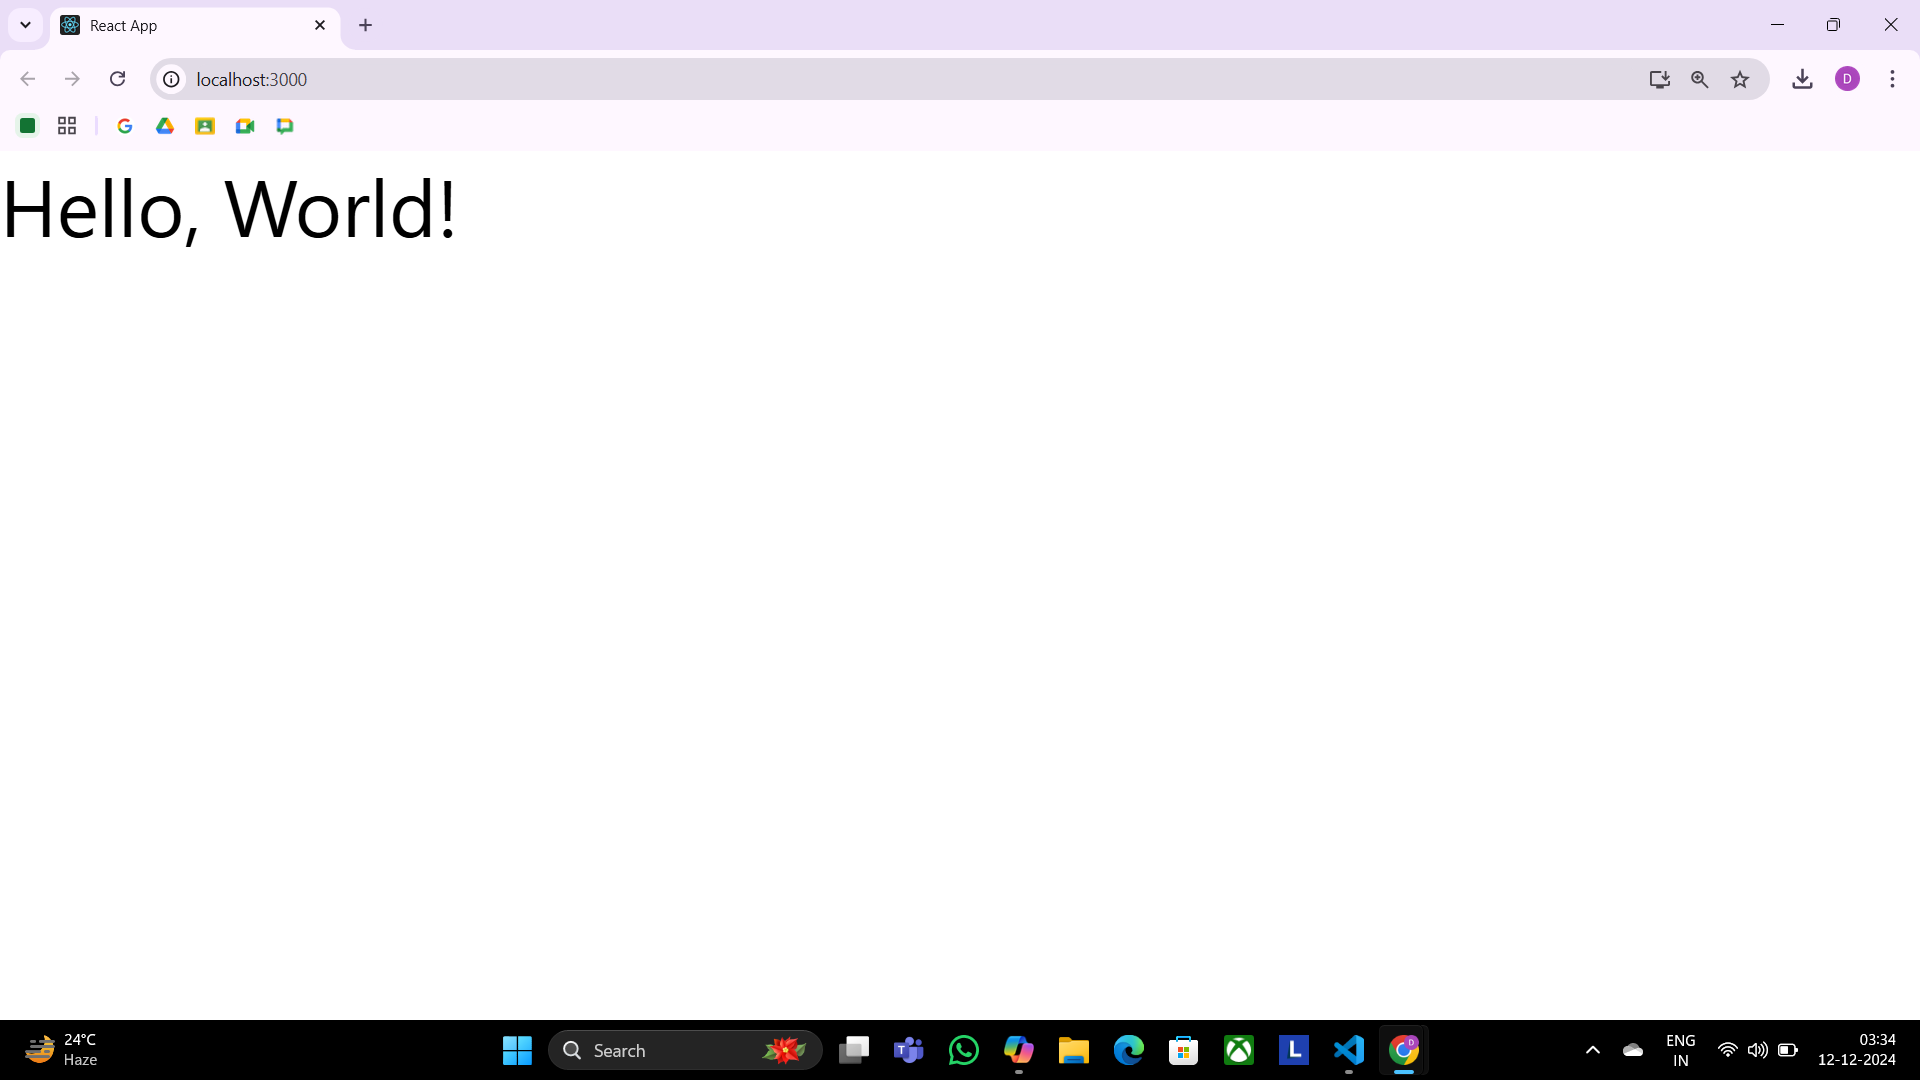 React App
localhost:3000
D
Hello, World!
24°C
Haze
Search
T
L
D
ENG
IN
03:34
12-12-2024